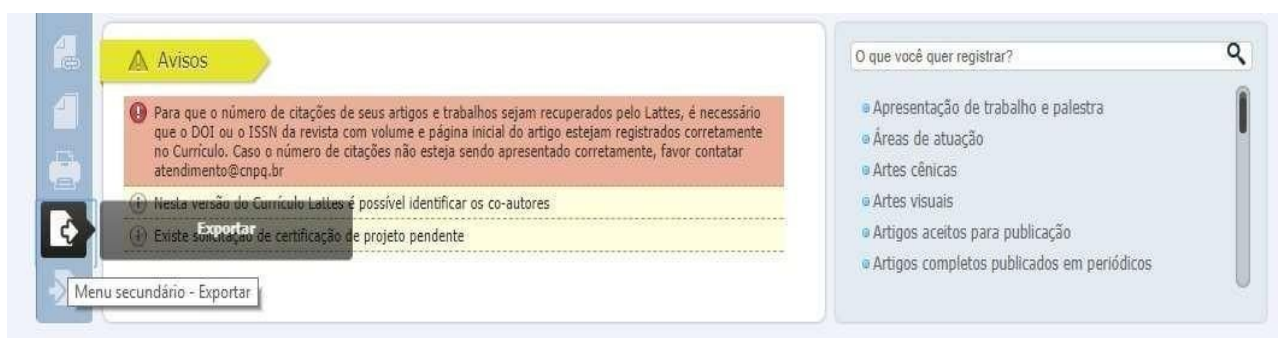 Avisos
Para que o número de citações de seus artigos e trabalhos sejam recuperados pelo Lattes, é necessário
que o DOI ou o ISSN da revista com volume e página inicial do artigo estejam registrados corretamente
no Currículo. Caso o número de citações não esteja sendo apresentado corretamente, favor contatar
atendimento@cnpq.br
Nesta versão do Currículo Lattes é possível identificar os co-autores
Existe solicitação de certificação de projeto pendente
Exportar
Menu secundário - Exportar
O que você quer registrar?
Apresentação de trabalho e palestra
Áreas de atuação
Artes cênicas
Artes visuais
Artigos aceitos para publicação
Artigos completos publicados em periódicos